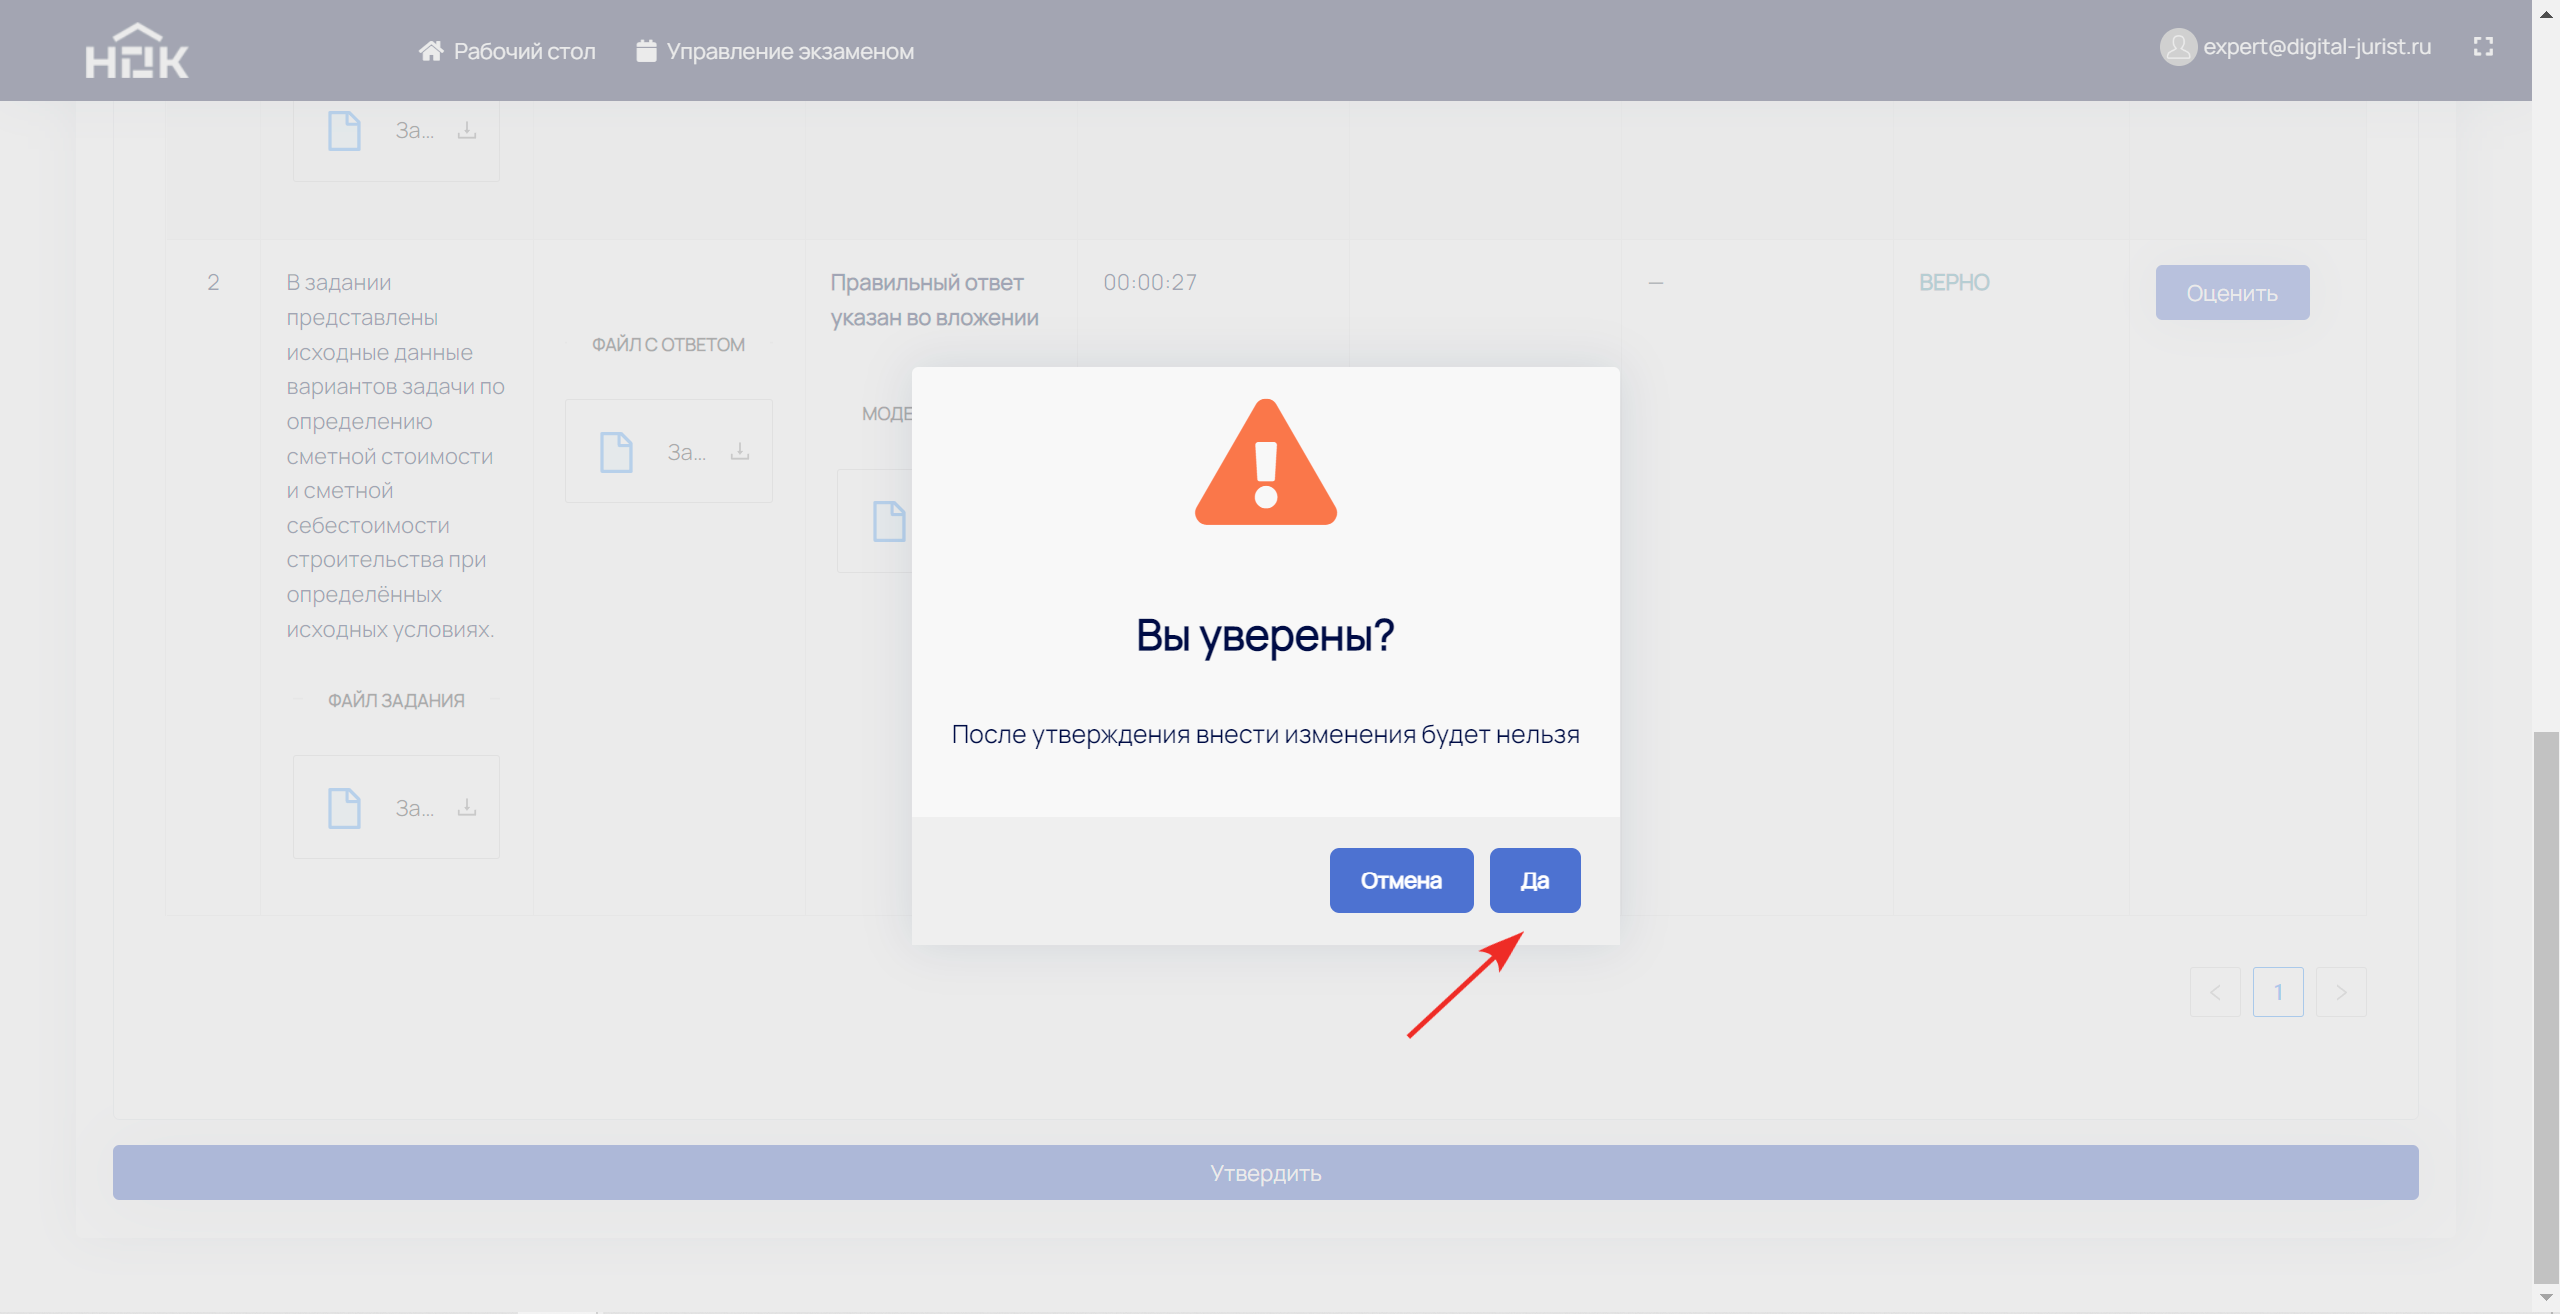 НОК
Рабочий стол
Управление экзаменом
expert@digital-jurist.ru
За...
2
В задании
представлены
исходные данные
вариантов задачи по
определению
сметной стоимости
и сметной
себестоимости
строительства при
определённых
исходных условиях.
ФАЙЛ ЗАДАНИЯ
За...
ФАЙЛ С ОТВЕТОМ
За...
Правильный ответ
указан во вложении
00:00:27
—
ВЕРНО
Оценить
Вы уверены?
После утверждения внести изменения будет нельзя
Отмена
Да
< 1 >
Утвердить